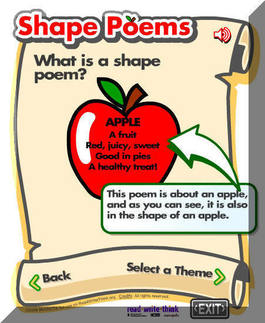 Shape Poems
What is a shape
poem?
APPLE
A fruit
Red, juicy, sweet
Good in pies
A healthy treat!
This poem is about an apple,
and as you can see, it is also
in the shape of an apple.
Back
Select a Theme
read·write·think
EXIT